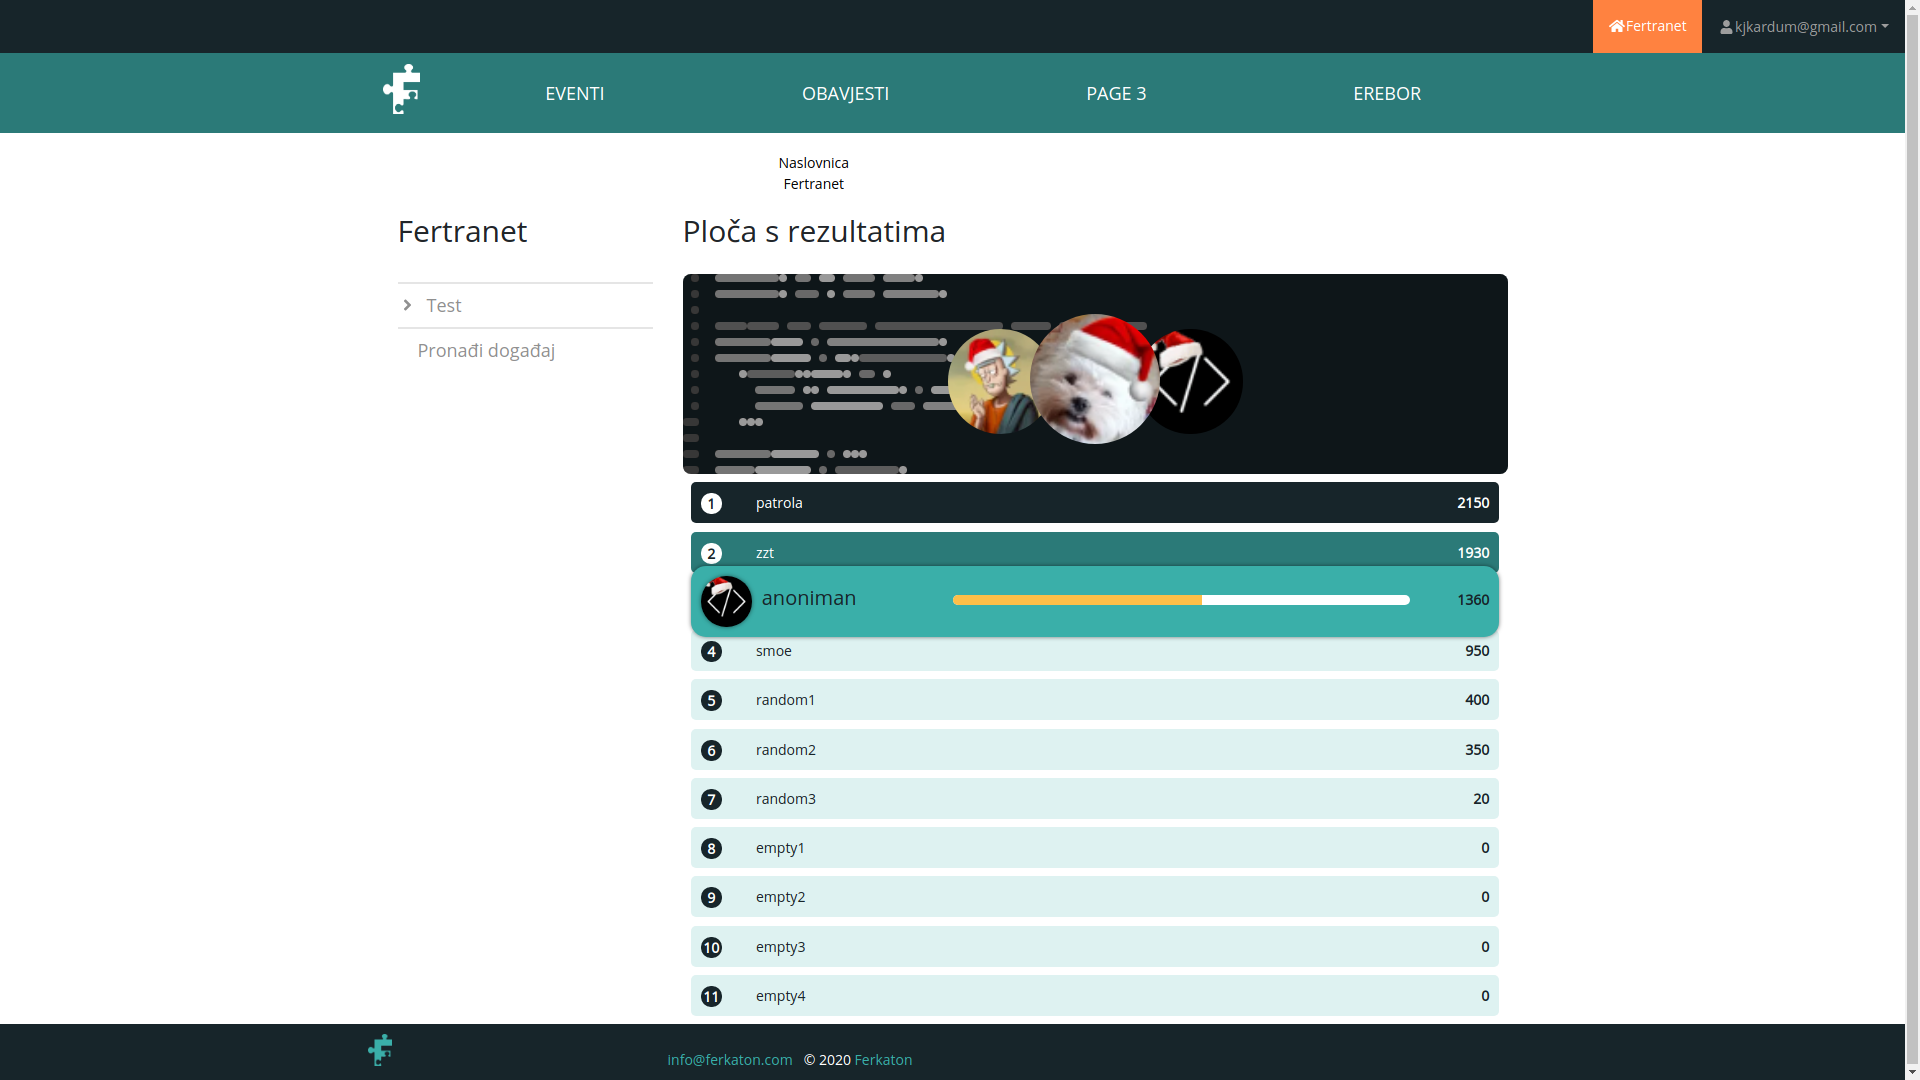 Fertranet kjkardum@gmail.com
EVENTI OBAVJESTI PAGE 3 EREBOR
Naslovnica
Fertranet
Fertranet
Test
Pronađi događaj
Ploča s rezultatima
1 patrola 2150
2 zzt 1930
anoniman 1360
4 smoe 950
5 random1 400
6 random2 350
7 random3 20
8 empty1 0
9 empty2 0
10 empty3 0
11 empty4 0
info@ferkaton.com © 2020 Ferkaton